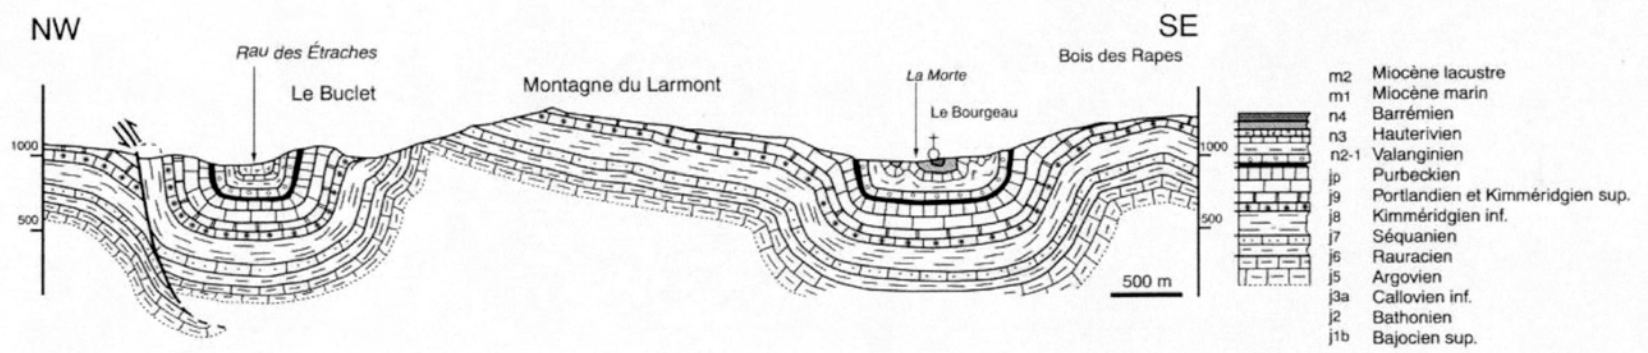 NW
SE
Rau des Étraches
Le Buclet
Montagne du Larmont
La Morte
Le Bourgeau
Bois des Rapes
1000
500
1000
500
500 m
m2 Miocène lacustre
m1 Miocène marin
n4 Barrémien
n3 Hauterivien
n2-1 Valanginien
jp Purbeckien
j9 Portlandien et Kimméridgien sup.
j8 Kimméridgien inf.
j7 Séquanien
j6 Rauracien
j5 Argovien
j3a Callovien inf.
j2 Bathonien
j1b Bajocien sup.